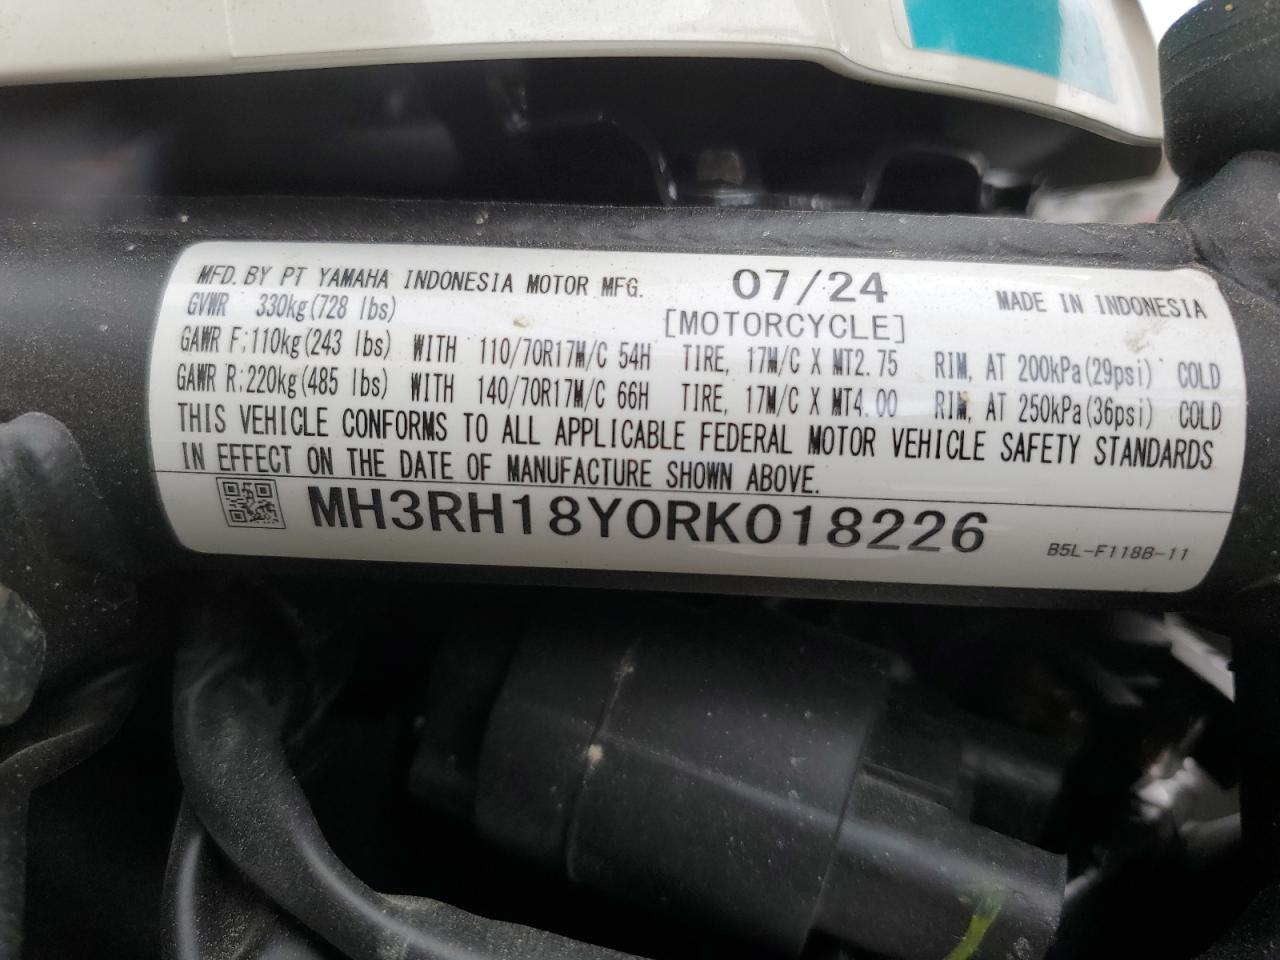 MFD. BY PT YAMAHA INDONESIA MOTOR MFG. 07/24 MADE IN INDONESIA
GVWR 330kg(728 lbs) [MOTORCYCLE]
GAWR F:110kg(243 lbs) WITH 110/70R17M/C 54H TIRE, 17M/C X MT2.75 RIM, AT 200kPa(29psi) COLD
GAWR R:220kg(485 lbs) WITH 140/70R17M/C 66H TIRE, 17M/C X MT4.00 RIM, AT 250kPa(36psi) COLD
THIS VEHICLE CONFORMS TO ALL APPLICABLE FEDERAL MOTOR VEHICLE SAFETY STANDARDS
IN EFFECT ON THE DATE OF MANUFACTURE SHOWN ABOVE.
MH3RH18Y0RK018226 B5L-F118B-11